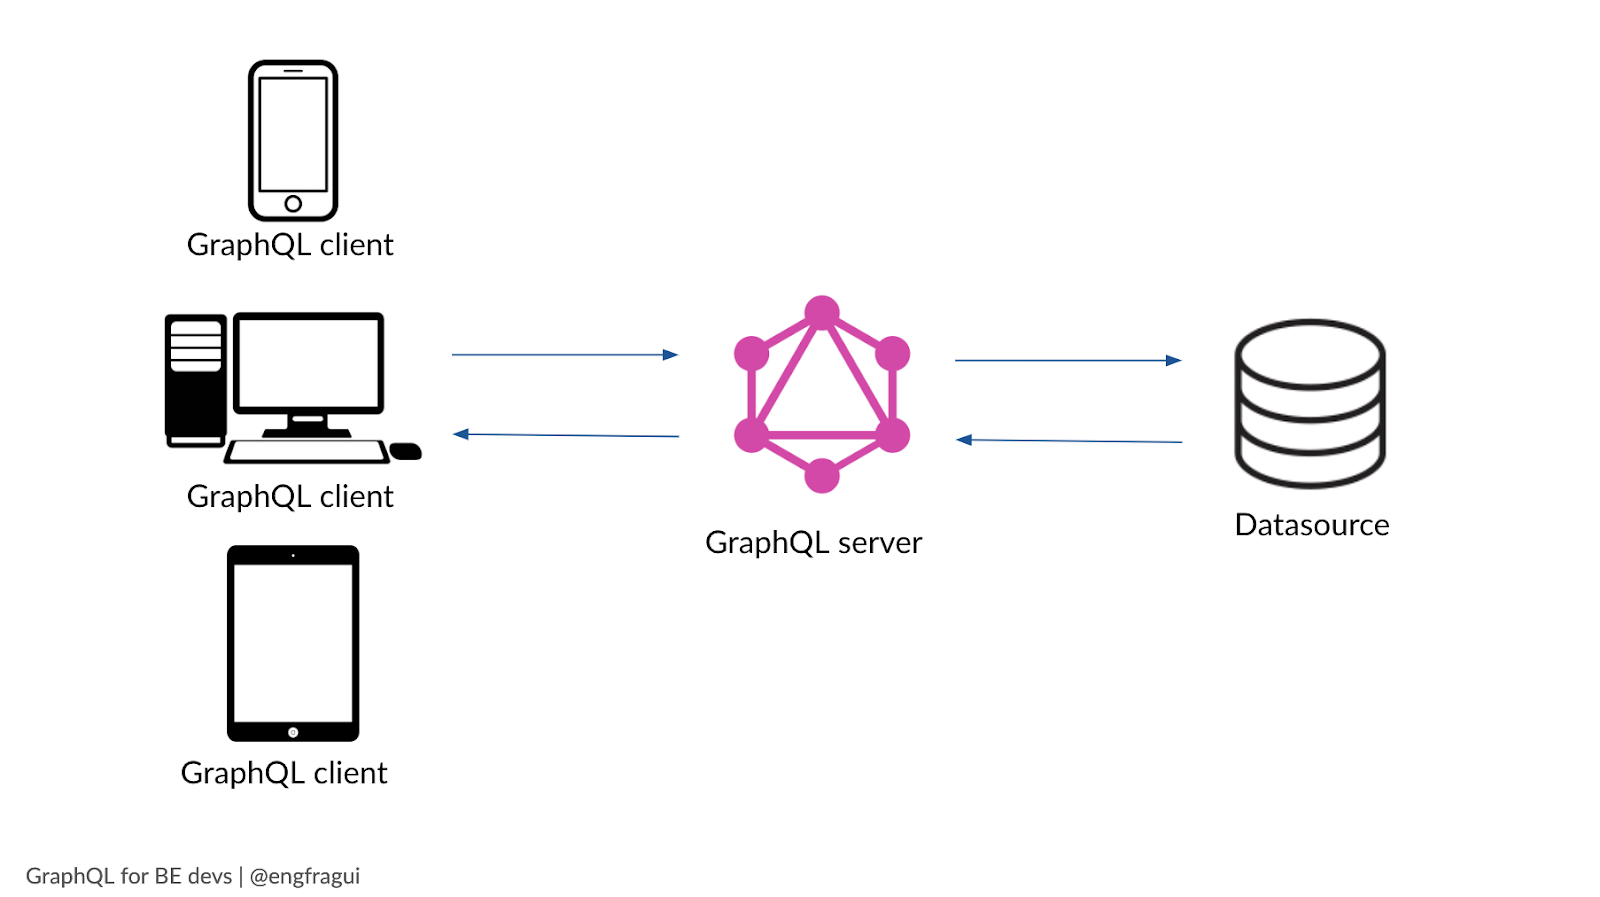 GraphQL client
GraphQL client
GraphQL server
Datasource
GraphQL client
GraphQL for BE devs | @engfragui